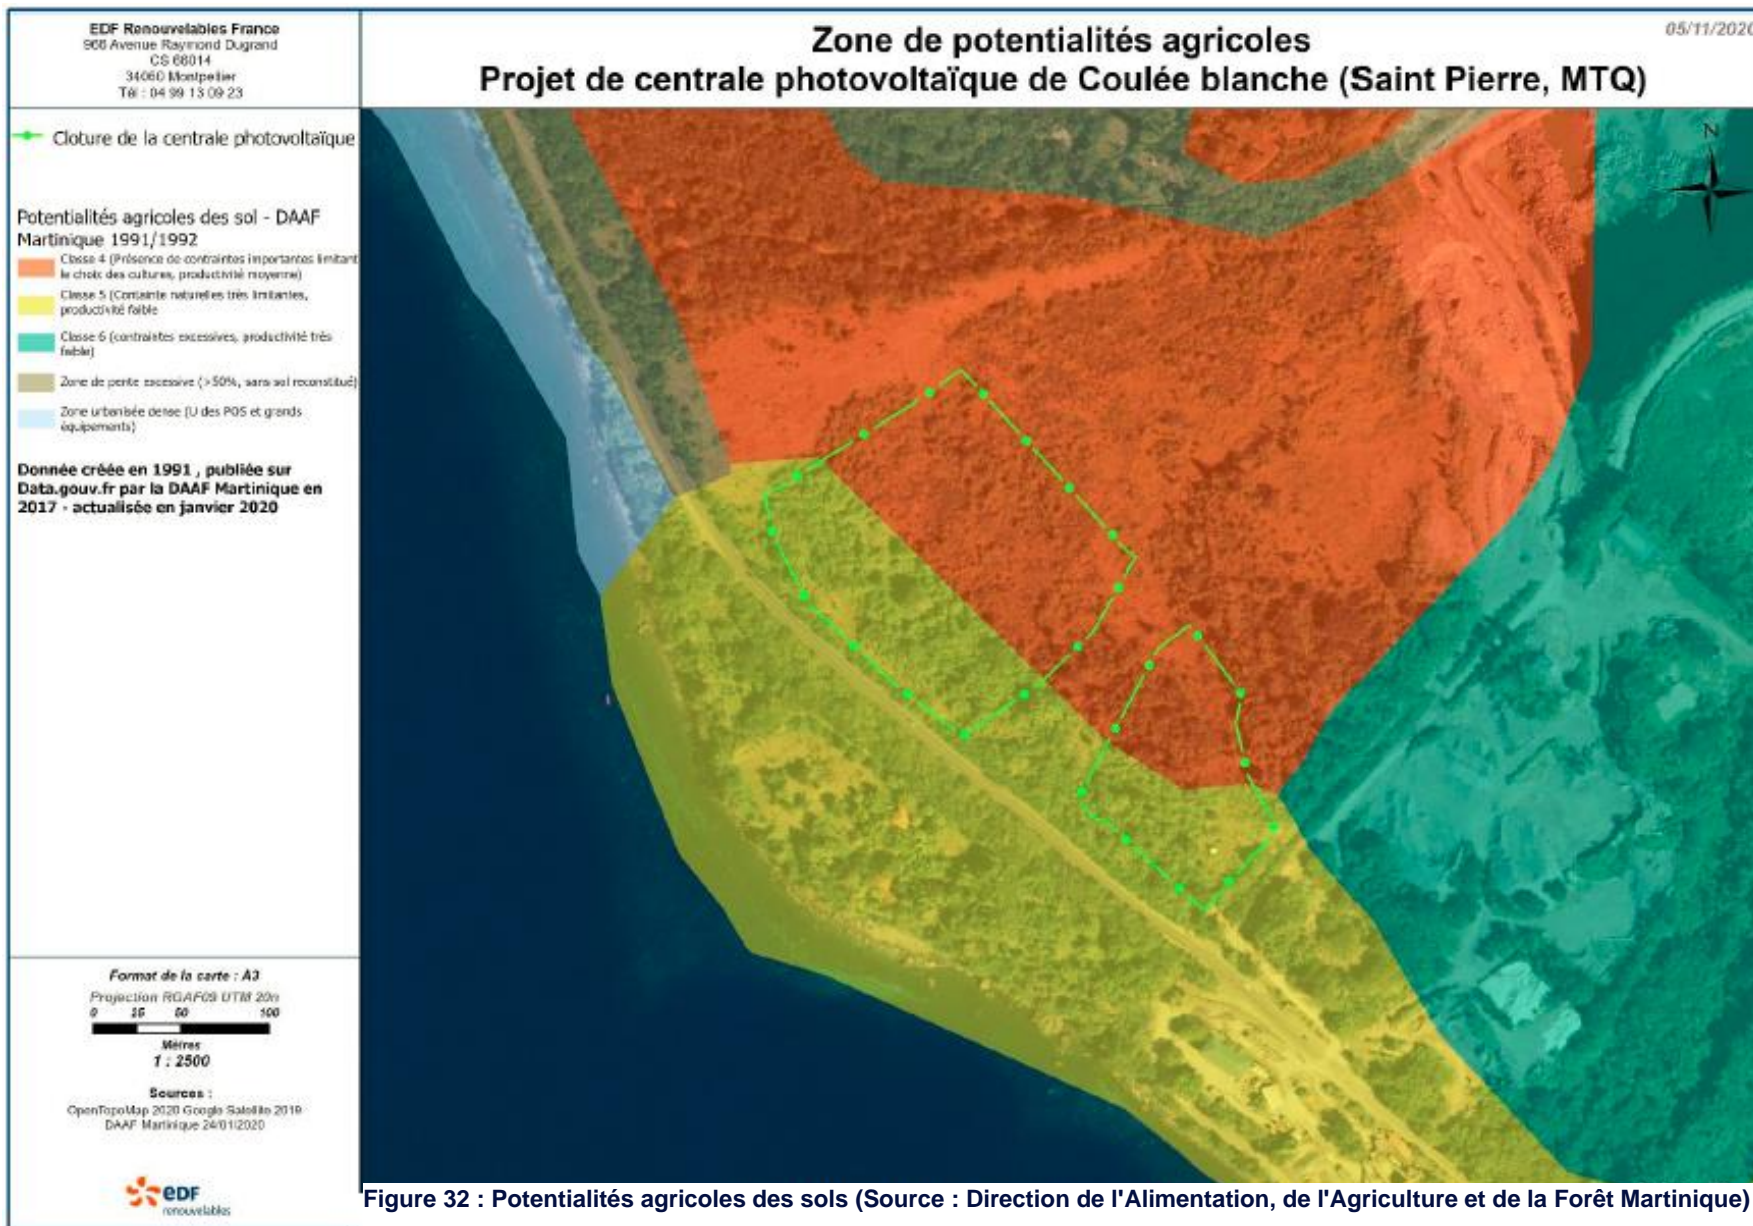 EDF Renouvelables France
966 Avenue Raymond Dugrand
CS 66014
34060 Montpellier
Tél : 04 99 13 09 23
Zone de potentialités agricoles
Projet de centrale photovoltaïque de Coulée blanche (Saint Pierre, MTQ)
05/11/2020
Cloture de la centrale photovoltaïque
Potentialités agricoles des sol - DAAF
Martinique 1991/1992
Classe 4 (Présence de contraintes importantes limitant
le choix des cultures, productivité moyenne)
Classe 5 (Containte naturelles très limitantes,
productivité faible
Classe 6 (contraintes excessives, productivité très
faible)
Zone de pente excessive (>50%, sans sol reconstitué)
Zone urbanisée dense (U des POS et grands
équipements)
Donnée créée en 1991 , publiée sur
Data.gouv.fr par la DAAF Martinique en
2017 - actualisée en janvier 2020
N
Format de la carte : A3
Projection RGAF09 UTM 20n
0 25 50 100
Mètres
1 : 2500
Sources :
OpenTopoMap 2020 Google Satellite 2019
DAAF Martinique 24/01/2020
EDF
renouvelables
Figure 32 : Potentialités agricoles des sols (Source : Direction de l'Alimentation, de l'Agriculture et de la Forêt Martinique)